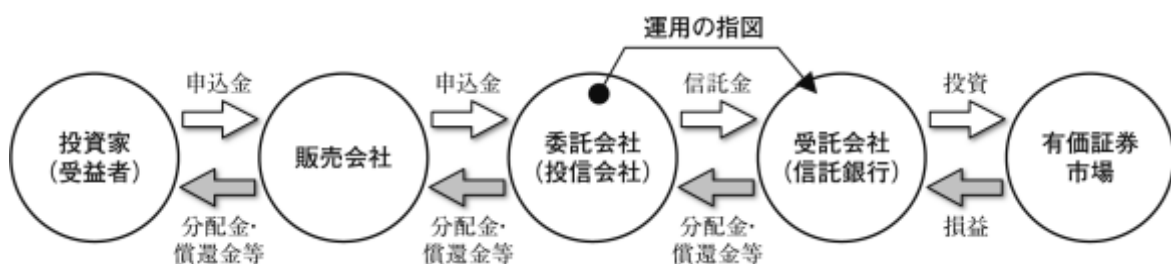 運用の指図
申込金
申込金
信託金
投資
投資家
(受益者)
販売会社
委託会社
(投信会社)
受託会社
(信託銀行)
有価証券
市場
分配金・
償還金等
分配金・
償還金等
分配金・
償還金等
損益